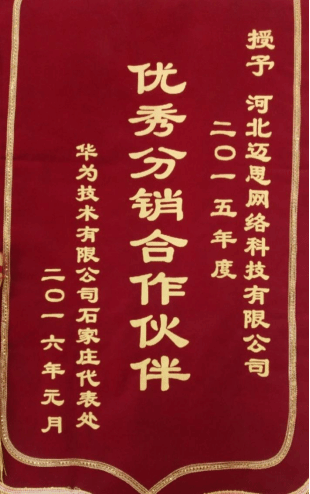 授予 河北迈思网络科技有限公司
二〇一五年度
优秀分销合作伙伴
华为技术有限公司石家庄代表处
二〇一六年元月